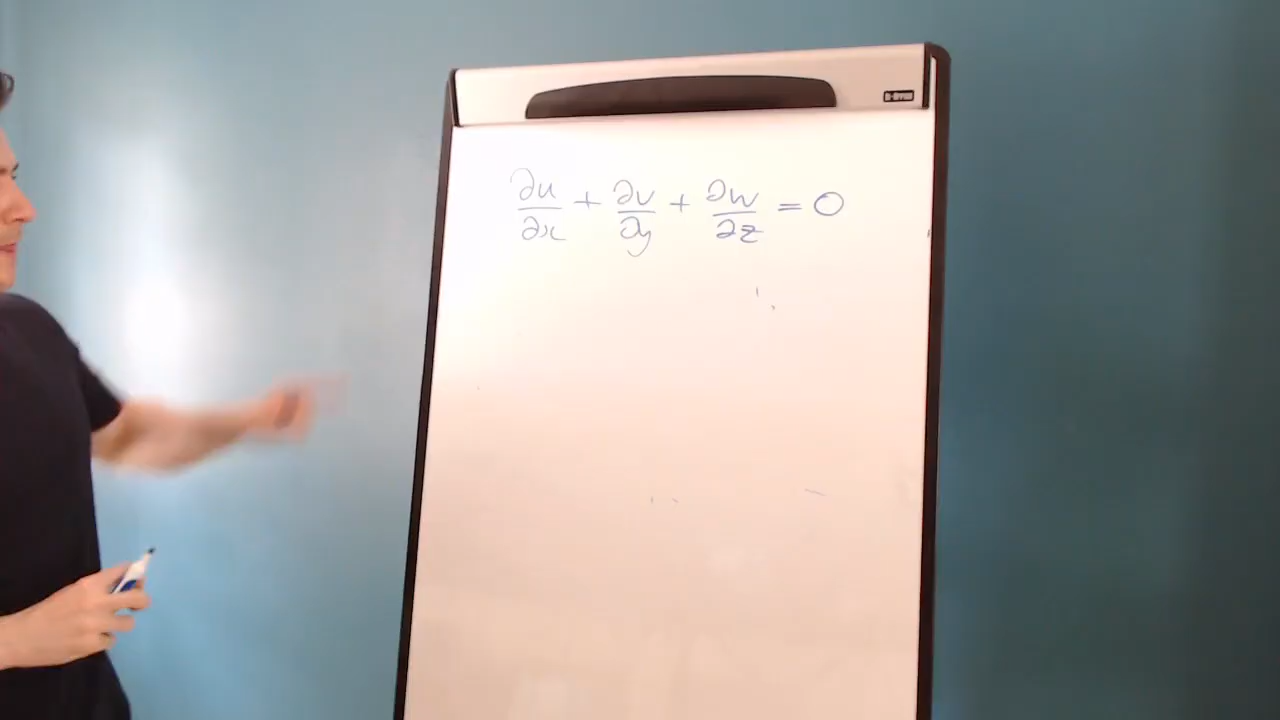 ∂u/∂x + ∂v/∂y + ∂w/∂z = 0